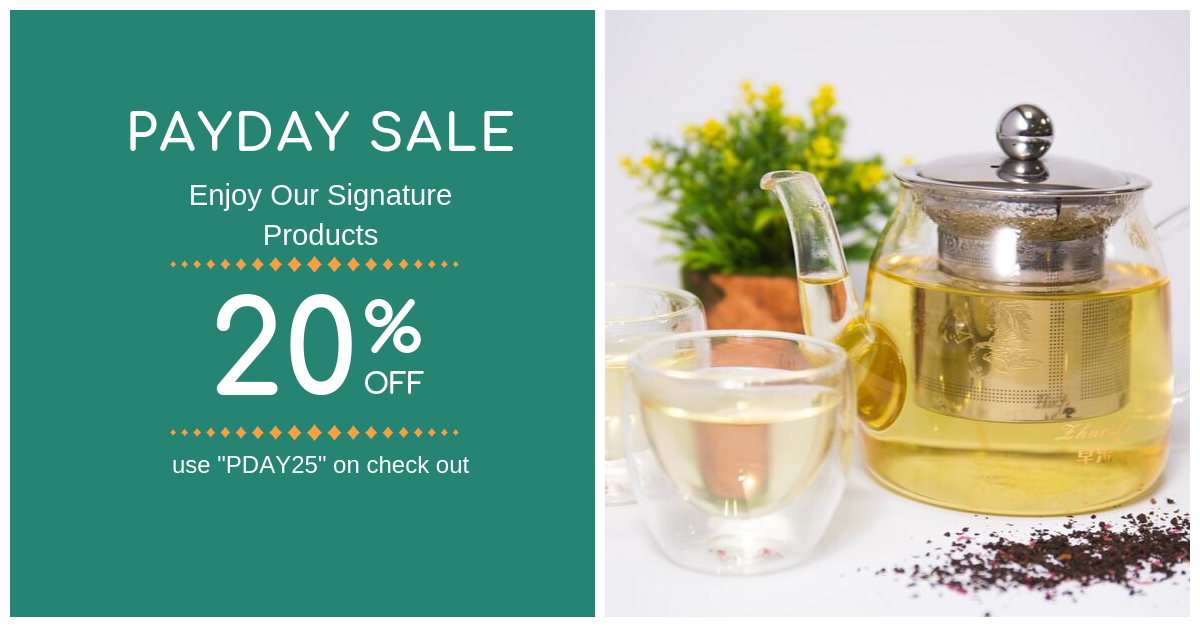 PAYDAY SALE
Enjoy Our Signature
Products
20%
OFF
use "PDAY25" on check out